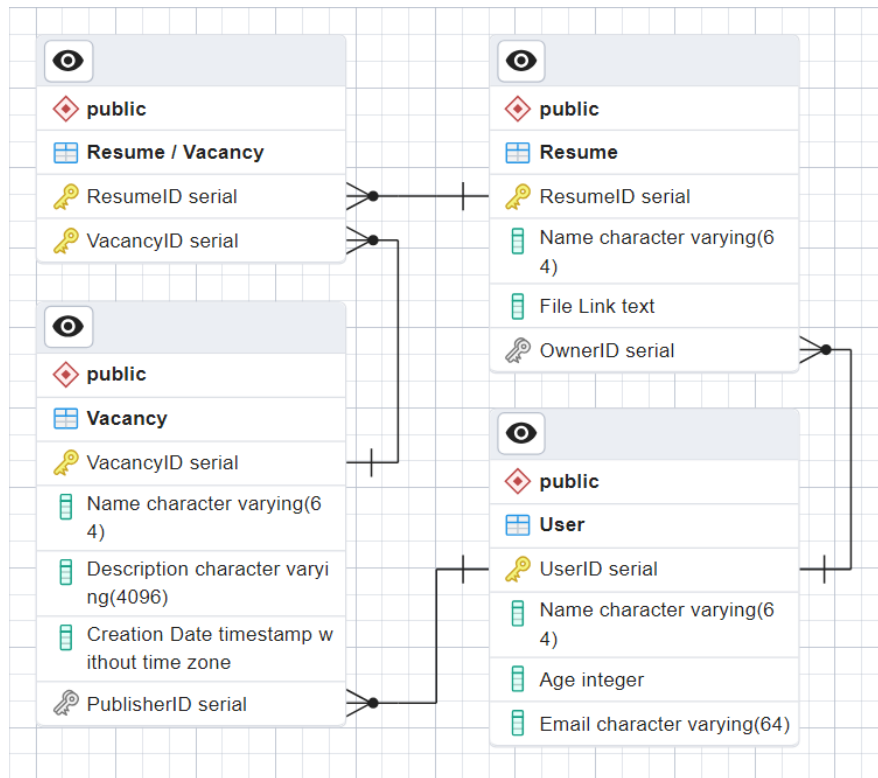 public
Resume / Vacancy
ResumeID serial
VacancyID serial
public
Vacancy
VacancyID serial
Name character varying(6
4)
Description character varyi
ng(4096)
Creation Date timestamp w
ithout time zone
PublisherID serial
public
Resume
ResumeID serial
Name character varying(6
4)
File Link text
OwnerID serial
public
User
UserID serial
Name character varying(6
4)
Age integer
Email character varying(64)